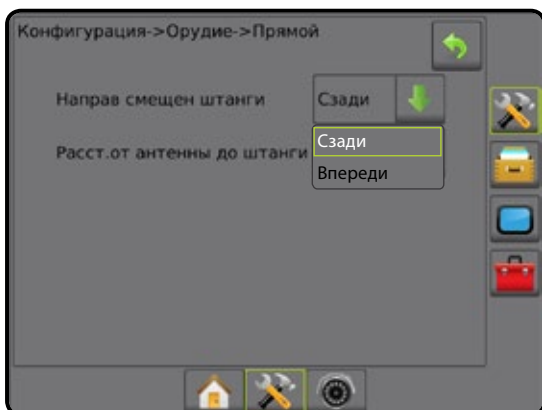 Конфигурация->Орудие->Прямой
Направ смещен штанги
Сзади
Расст.от антенны до штанги
Сзади
Впереди